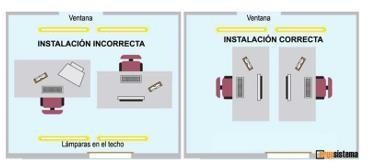 Ventana
INSTALACIÓN INCORRECTA
Lámparas en el techo
Ventana
INSTALACIÓN CORRECTA